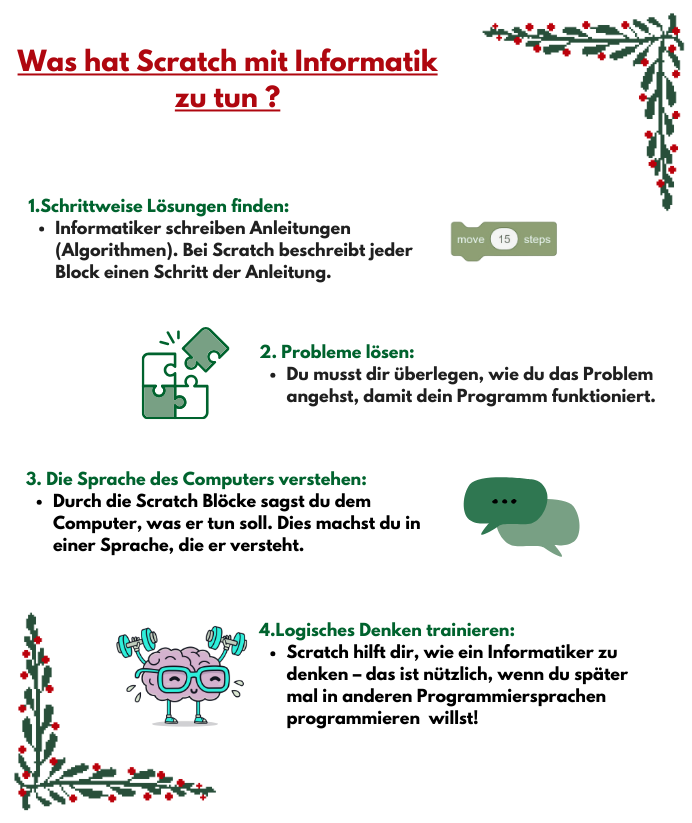 Was hat Scratch mit Informatik
zu tun ?
1.Schrittweise Lösungen finden:
• Informatiker schreiben Anleitungen
(Algorithmen). Bei Scratch beschreibt jeder
Block einen Schritt der Anleitung.
move 15 steps
2. Probleme lösen:
• Du musst dir überlegen, wie du das Problem
angehst, damit dein Programm funktioniert.
3. Die Sprache des Computers verstehen:
• Durch die Scratch Blöcke sagst du dem
Computer, was er tun soll. Dies machst du in
einer Sprache, die er versteht.
4.Logisches Denken trainieren:
• Scratch hilft dir, wie ein Informatiker zu
denken – das ist nützlich, wenn du später
mal in anderen Programmiersprachen
programmieren  willst!